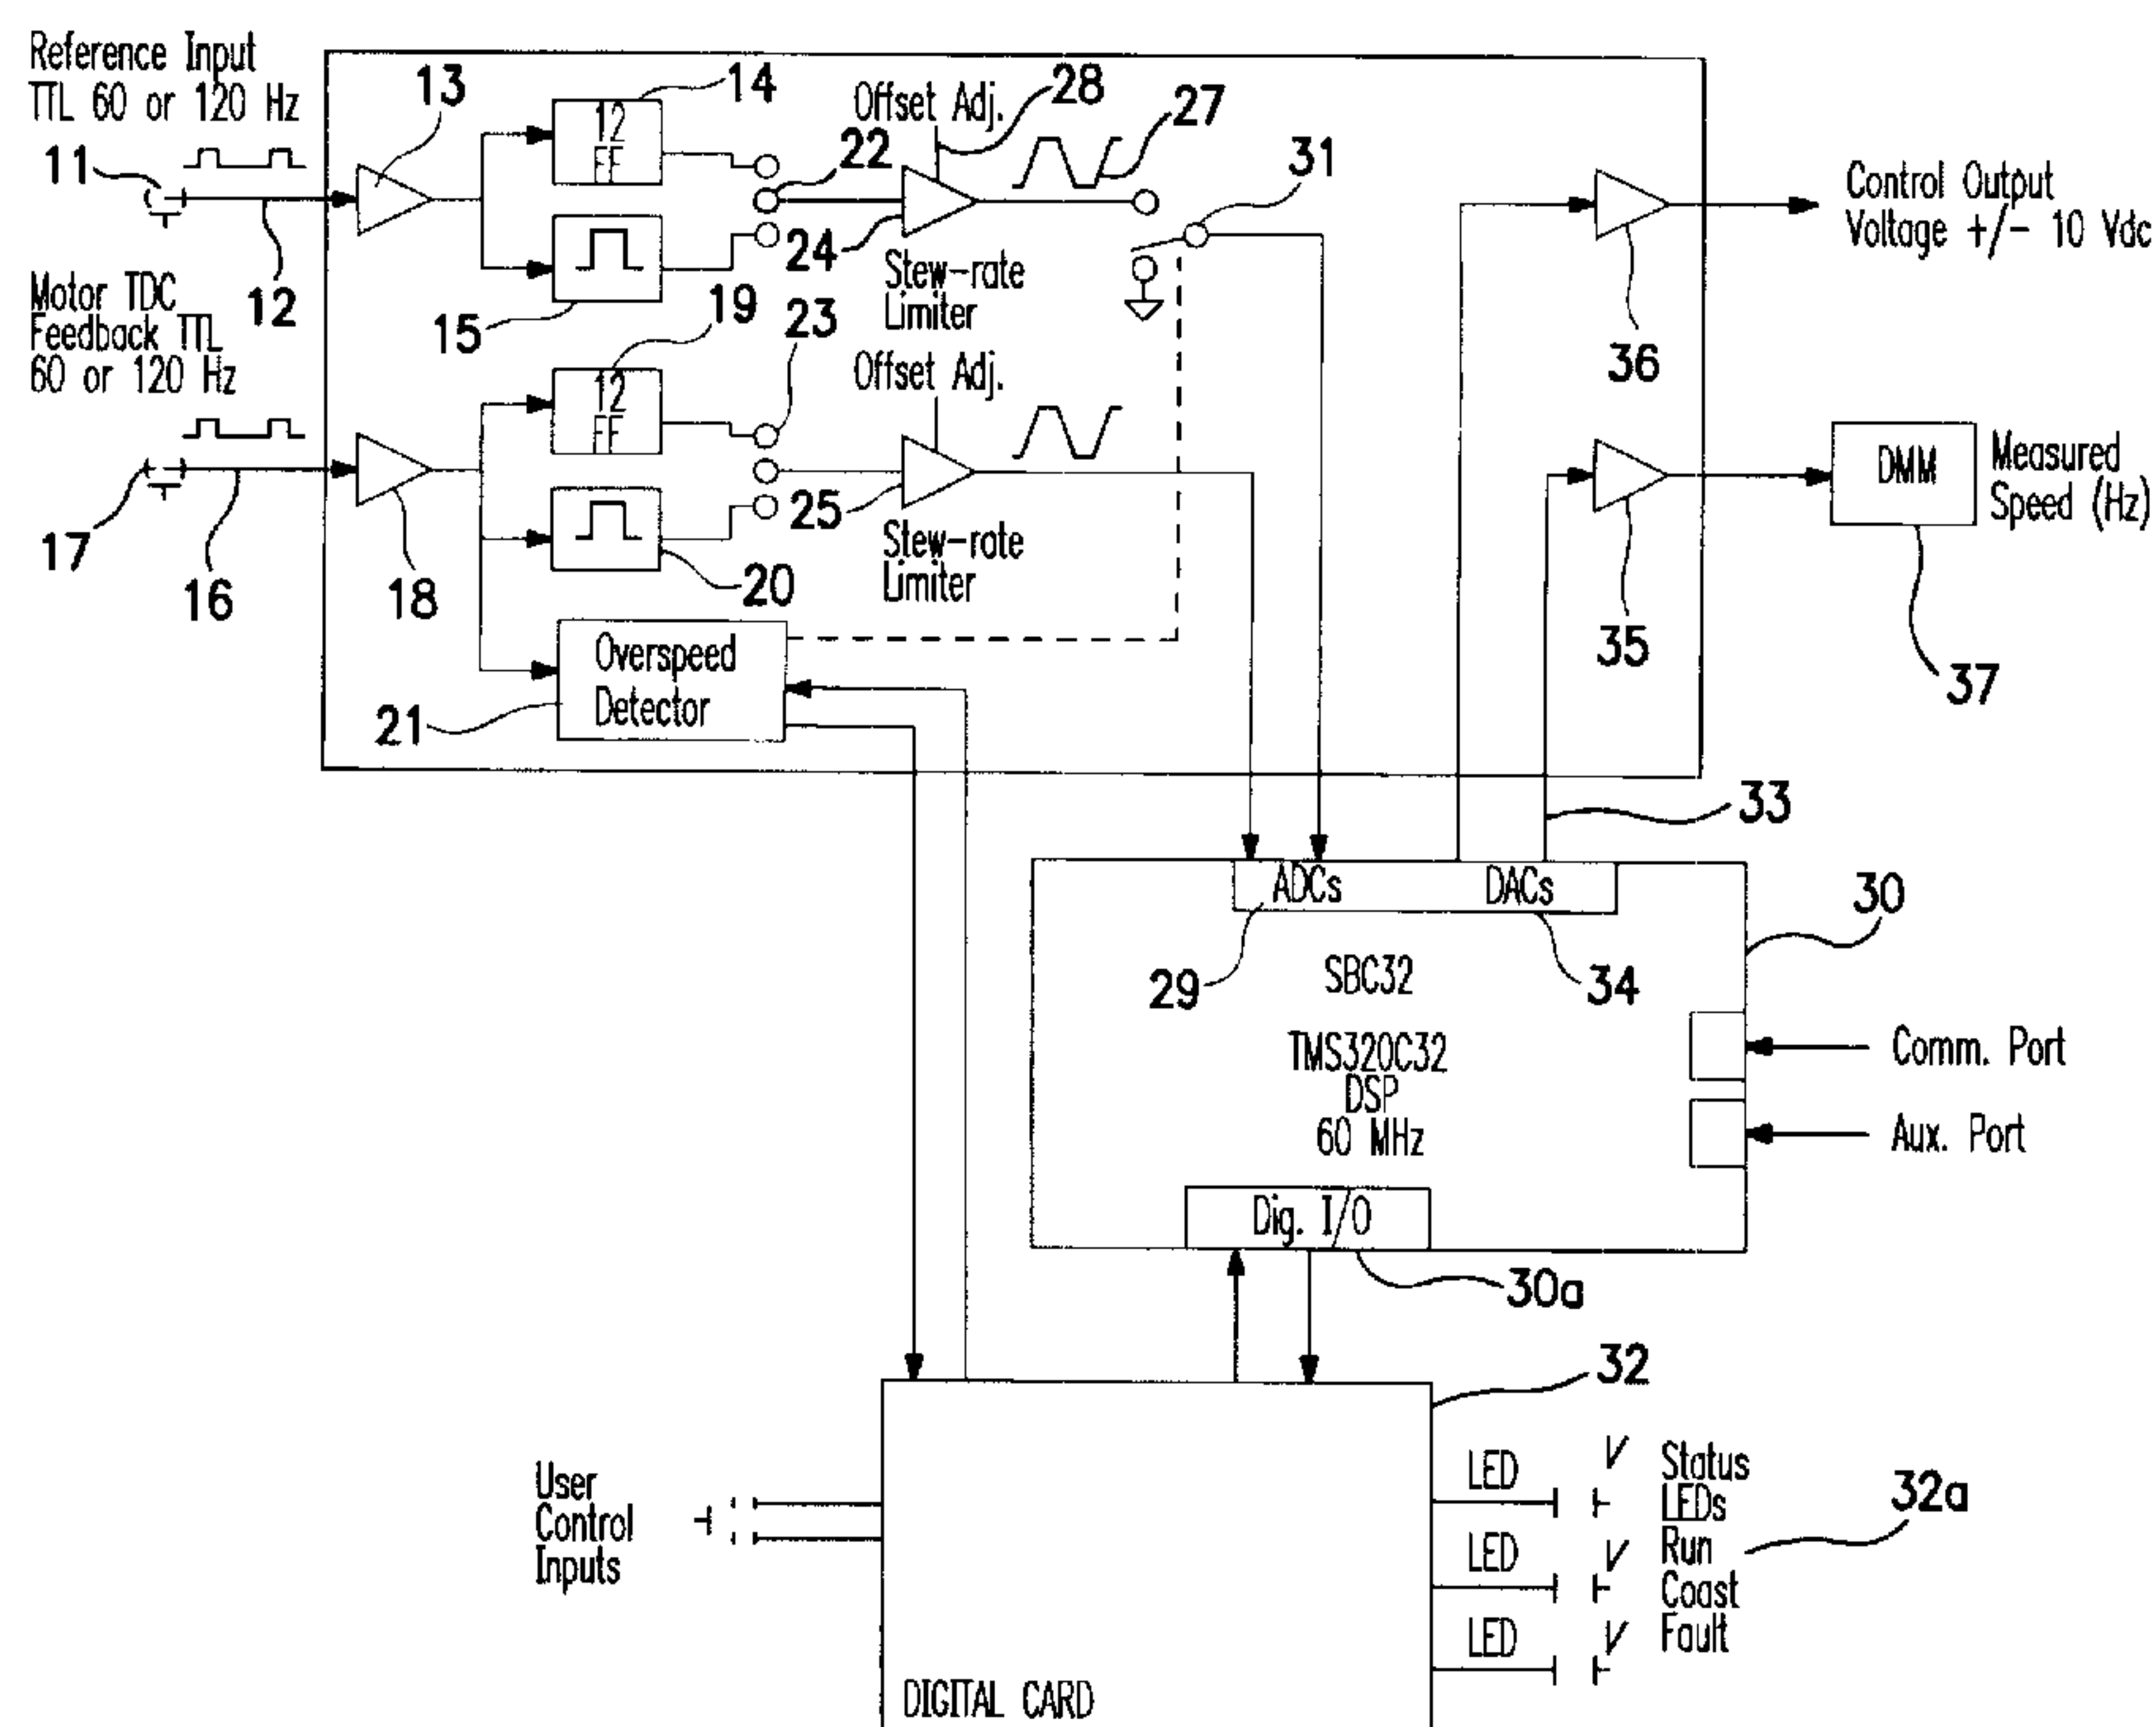 Reference Input
TTL 60 or 120 Hz
11
12
13
14
12
FF
15
22
Offset Adj.
28
27
24
Stew-rate
Limiter
31
Control Output
Voltage +/- 10 Vdc
36
Motor TDC
Feedback TTL
60 or 120 Hz
17
16
18
19
12
FF
20
23
Offset Adj.
25
Stew-rate
Limiter
35
DMM
Measured
Speed (Hz)
37
Overspeed
Detector
21
33
ADCs
DACs
29
34
30
SBC32
TMS320C32
DSP
60 MHz
Comm. Port
Aux. Port
Dig. I/O
30a
32
User
Control
Inputs
LED
LED
LED
Status
LEDs
Run
Coast
Fault
32a
DIGITAL CARD